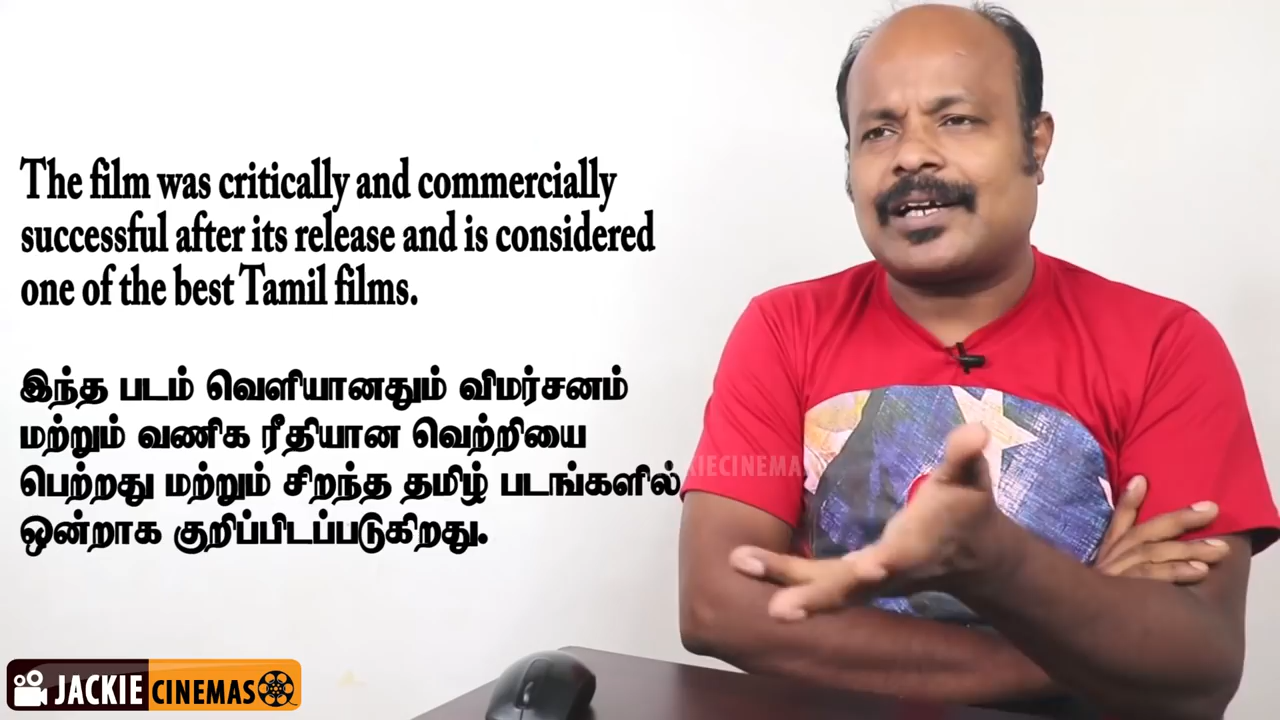 The film was critically and commercially
successful after its release and is considered
one of the best Tamil films.
இந்த படம் வெளியானதும் விமர்சனம்
மற்றும் வணிக ரீதியான வெற்றியை
பெற்றது மற்றும் சிறந்த தமிழ் படங்களில்
ஒன்றாக குறிப்பிடப்படுகிறது.
JACKIE CINEMAS